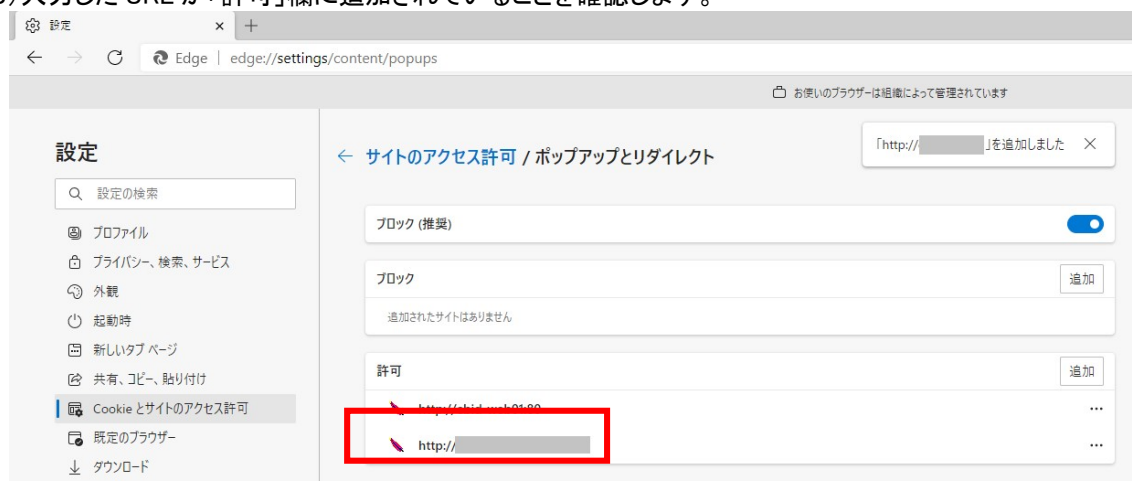 入力した URL が「許可」欄に追加されていることを確認します。
設定
Edge | edge://settings/content/popups
お使いのブラウザーは組織によって管理されています
設定
サイトのアクセス許可 / ポップアップとリダイレクト
「http:// 」を追加しました
設定の検索
プロファイル
プライバシー、検索、サービス
外観
起動時
新しいタブ ページ
共有、コピー、貼り付け
Cookie とサイトのアクセス許可
既定のブラウザー
ダウンロード
ブロック (推奨)
ブロック
追加
追加されたサイトはありません
許可
追加
http://